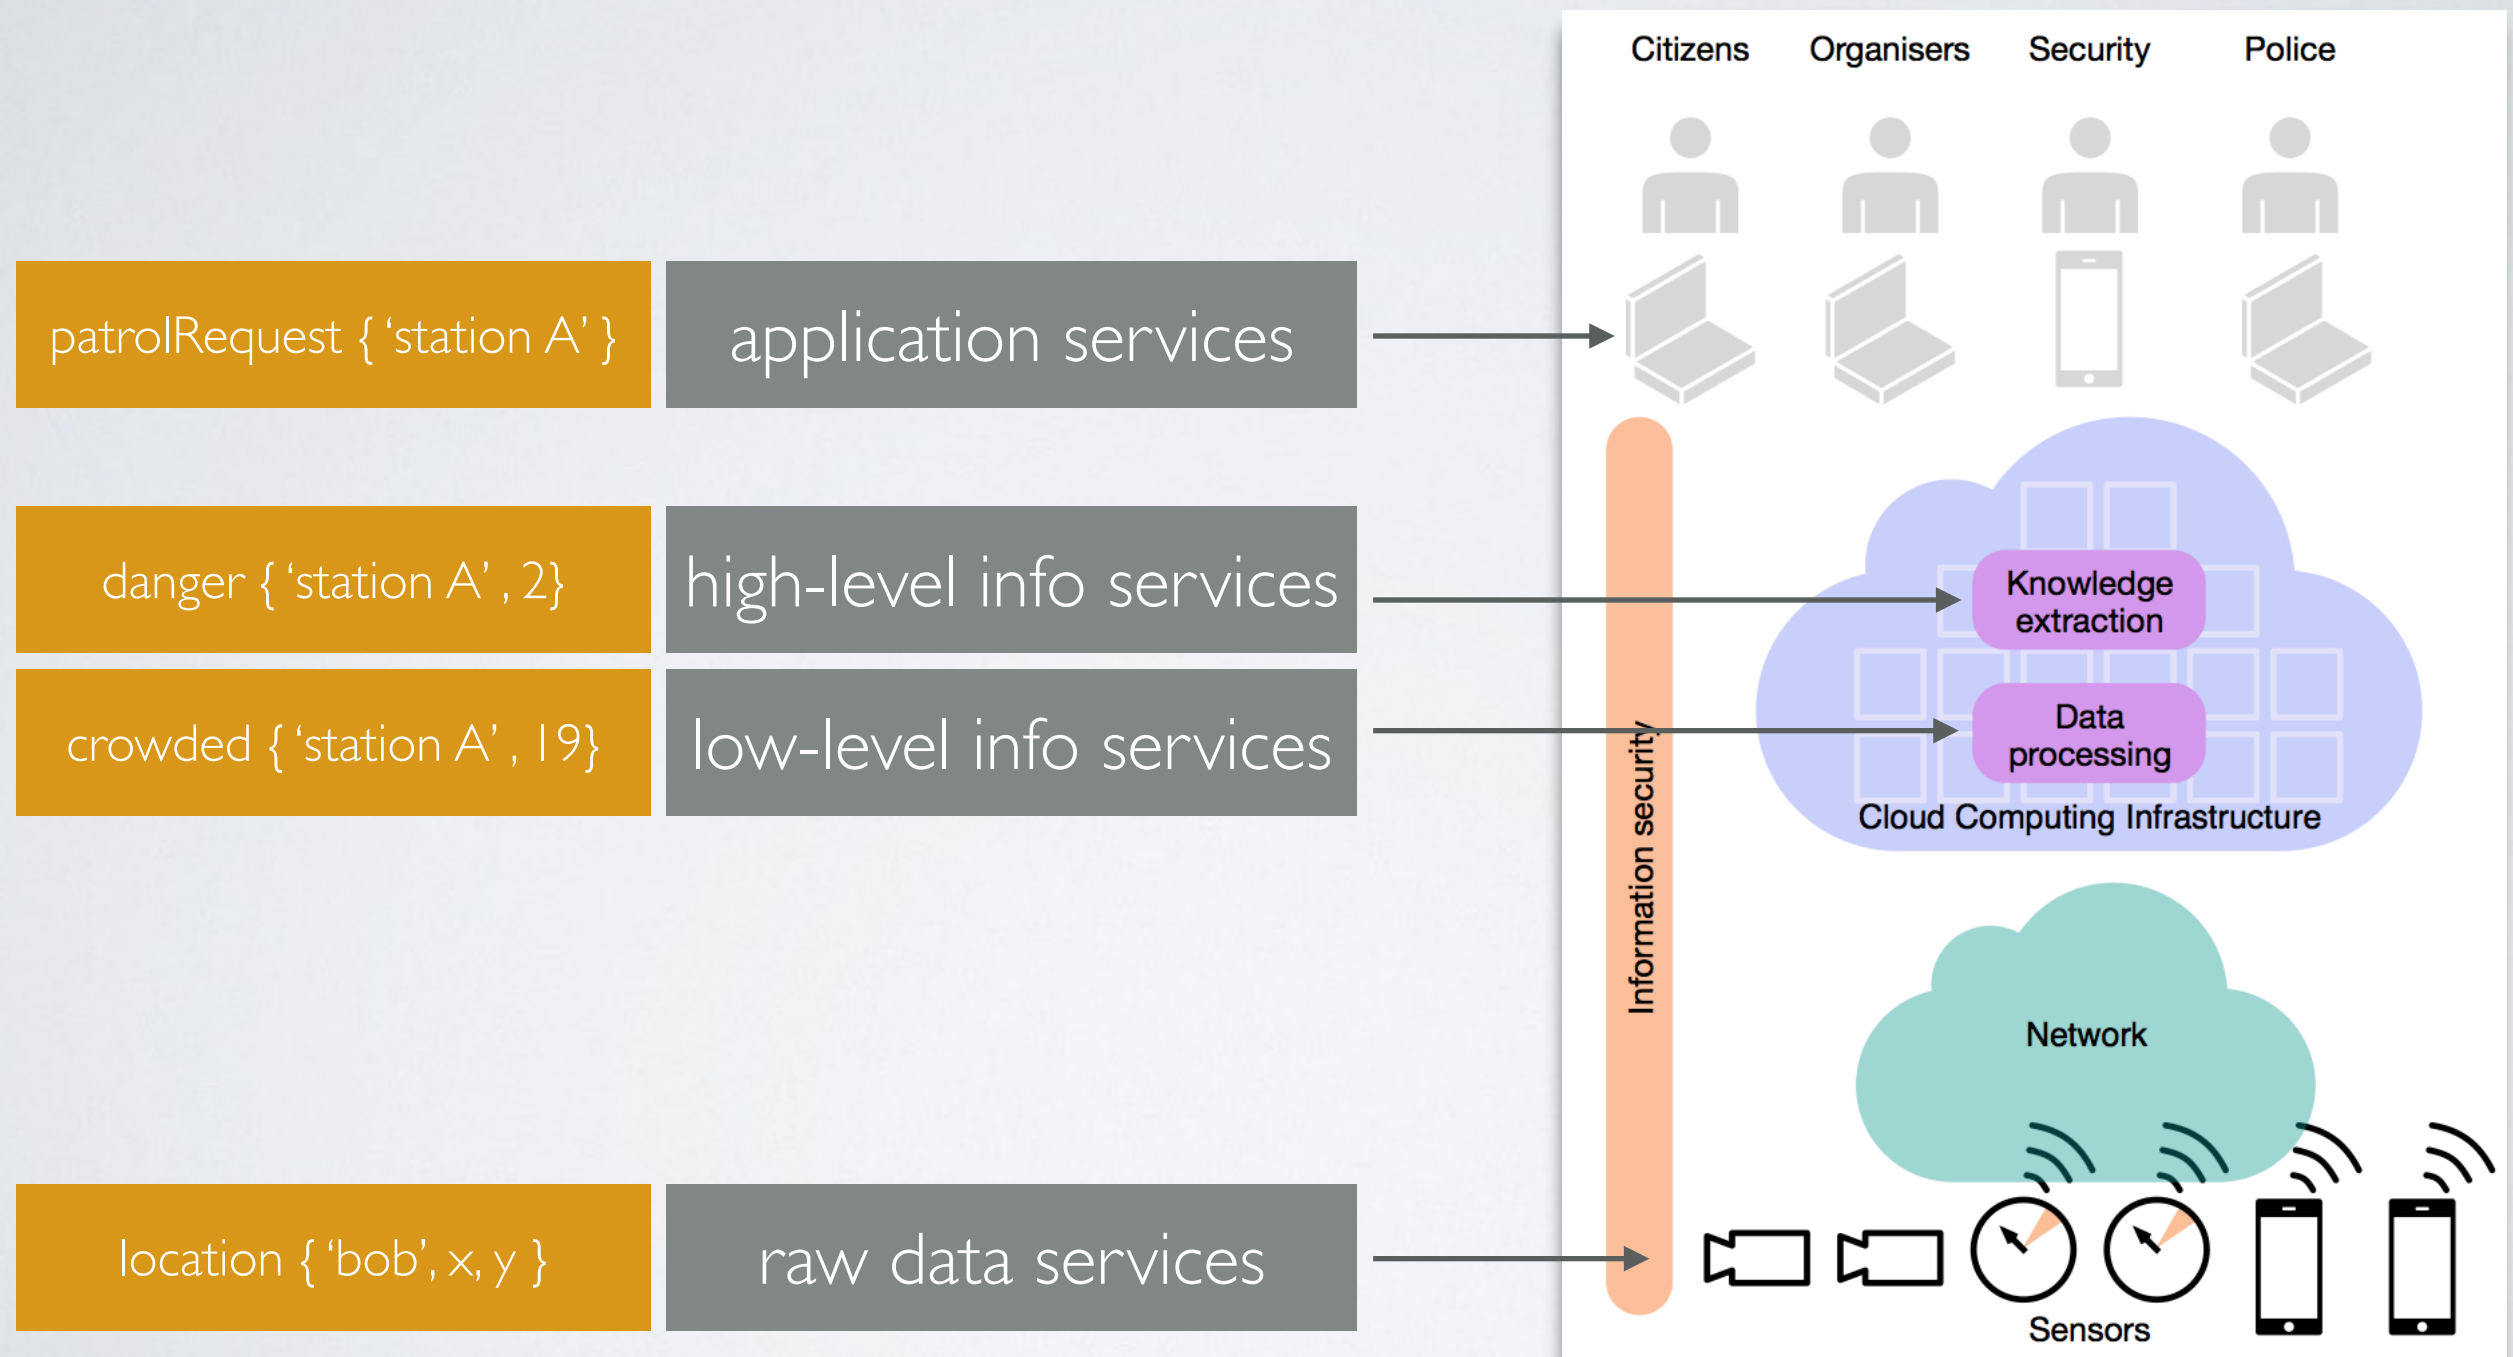 Citizens Organisers Security Police
patrolRequest { ‘station A’ }
application services
danger { ‘station A’ , 2}
high-level info services
Knowledge
extraction
crowded { ‘station A’ , 19}
low-level info services
Data
processing
Cloud Computing Infrastructure
Information security
Network
location { ‘bob’, x, y }
raw data services
Sensors